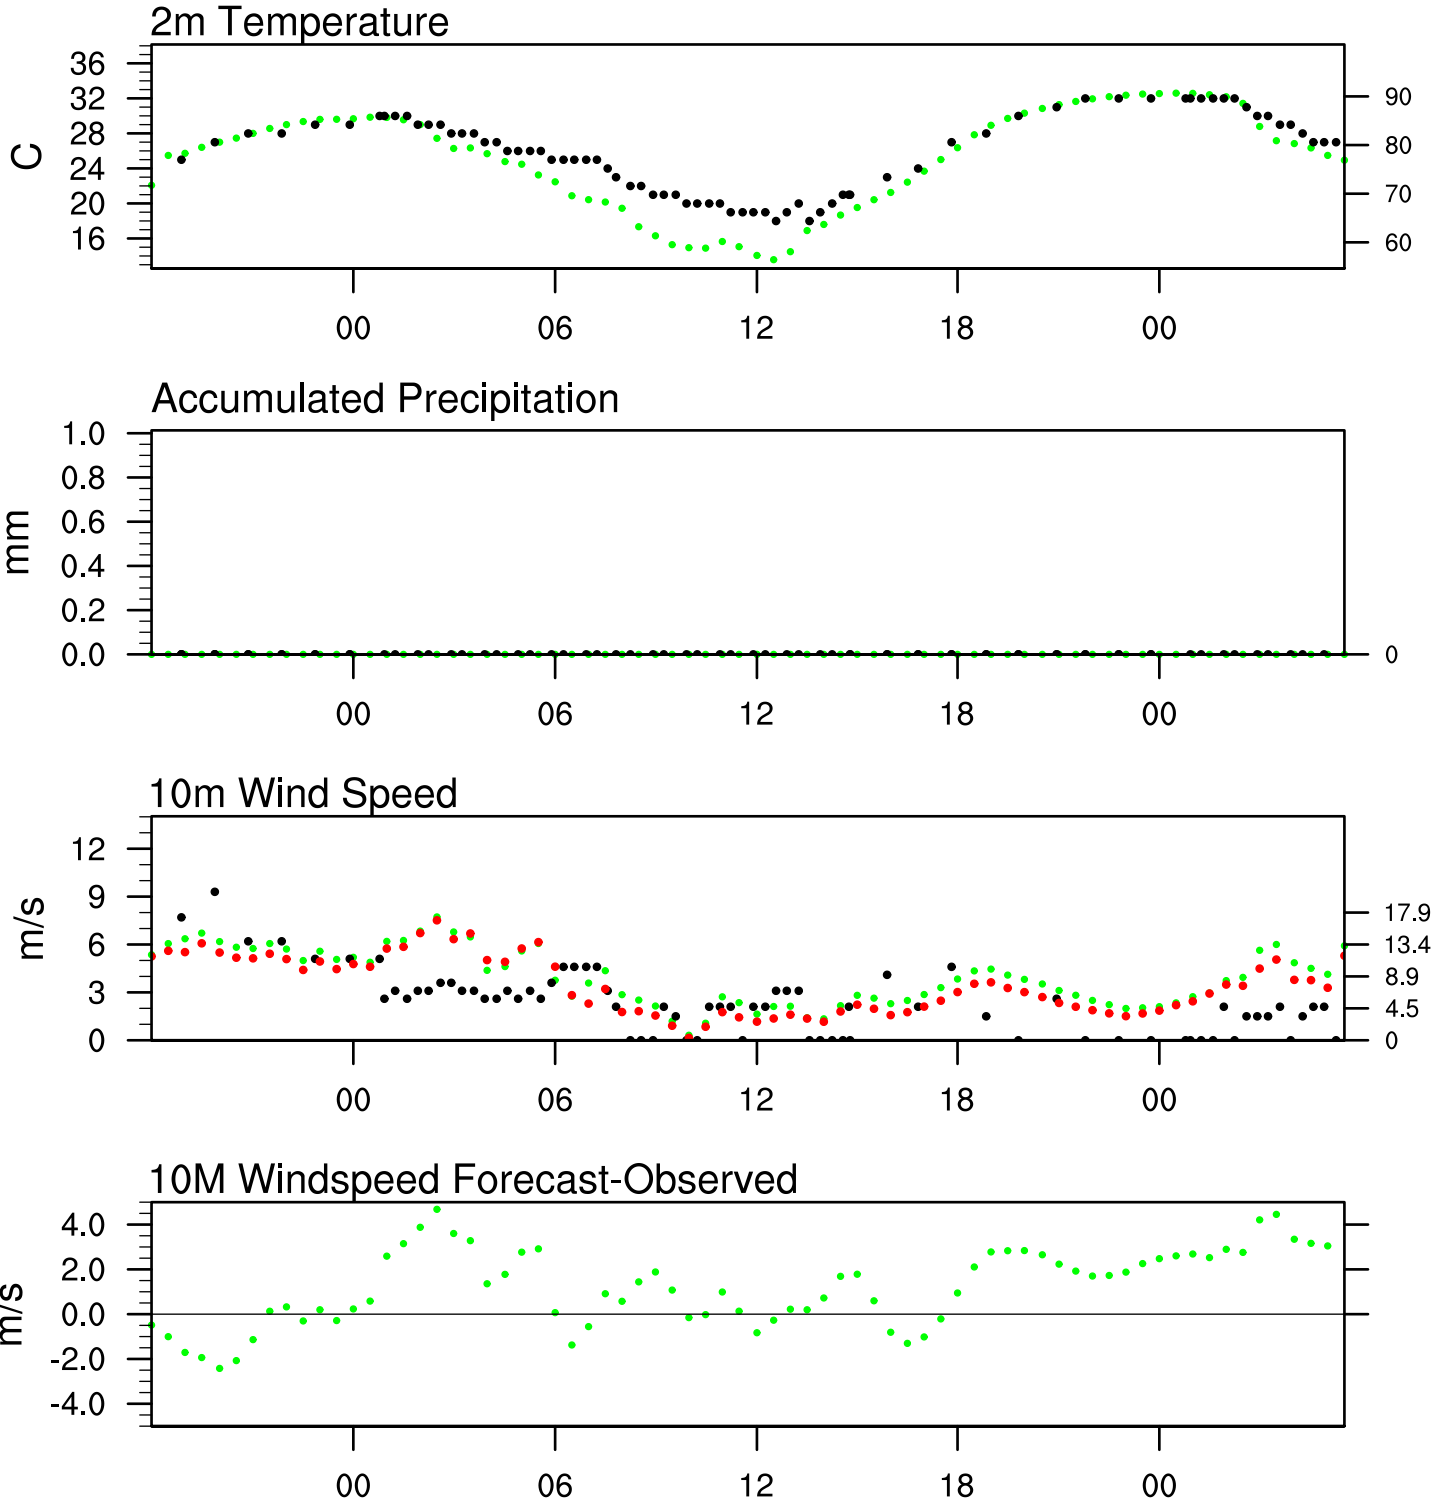 2m Temperature
36
32
28
24
20
16
C
90
80
70
60
00 06 12 18 00
Accumulated Precipitation
1.0
0.8
0.6
0.4
0.2
0.0
mm
0
00 06 12 18 00
10m Wind Speed
12
9
6
3
0
m/s
17.9
13.4
8.9
4.5
0
00 06 12 18 00
10M Windspeed Forecast-Observed
4.0
2.0
0.0
-2.0
-4.0
m/s
00 06 12 18 00